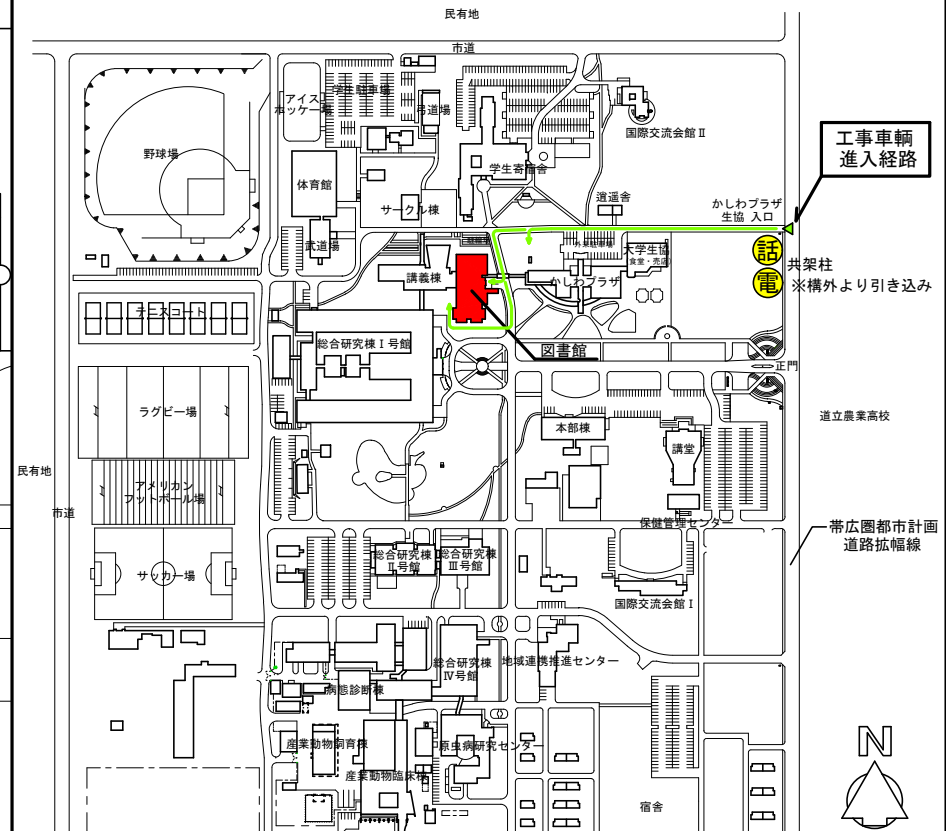 民有地
市道
学生駐車場
アイス
ホッケー場
弓道場
国際交流会館Ⅱ
工事車輌
進入経路
野球場
体育館
学生寄宿舎
逍遥舎
かしわプラザ
生協 入口
サークル棟
武道場
外来駐車場
大学生協
(食堂・売店)
話
講義棟
かしわプラザ
電
共架柱
※構外より引き込み
テニスコート
総合研究棟Ⅰ号館
図書館
正門
ラグビー場
道立農業高校
本部棟
講堂
民有地
アメリカン
フットボール場
市道
保健管理センター
帯広圏都市計画
道路拡幅線
総合研究棟
Ⅱ号館
総合研究棟
Ⅲ号館
サッカー場
国際交流会館Ⅰ
総合研究棟
Ⅳ号館
地域連携推進センター
病態診断棟
N
産業動物飼育棟
原虫病研究センター
産業動物臨床棟
宿舎